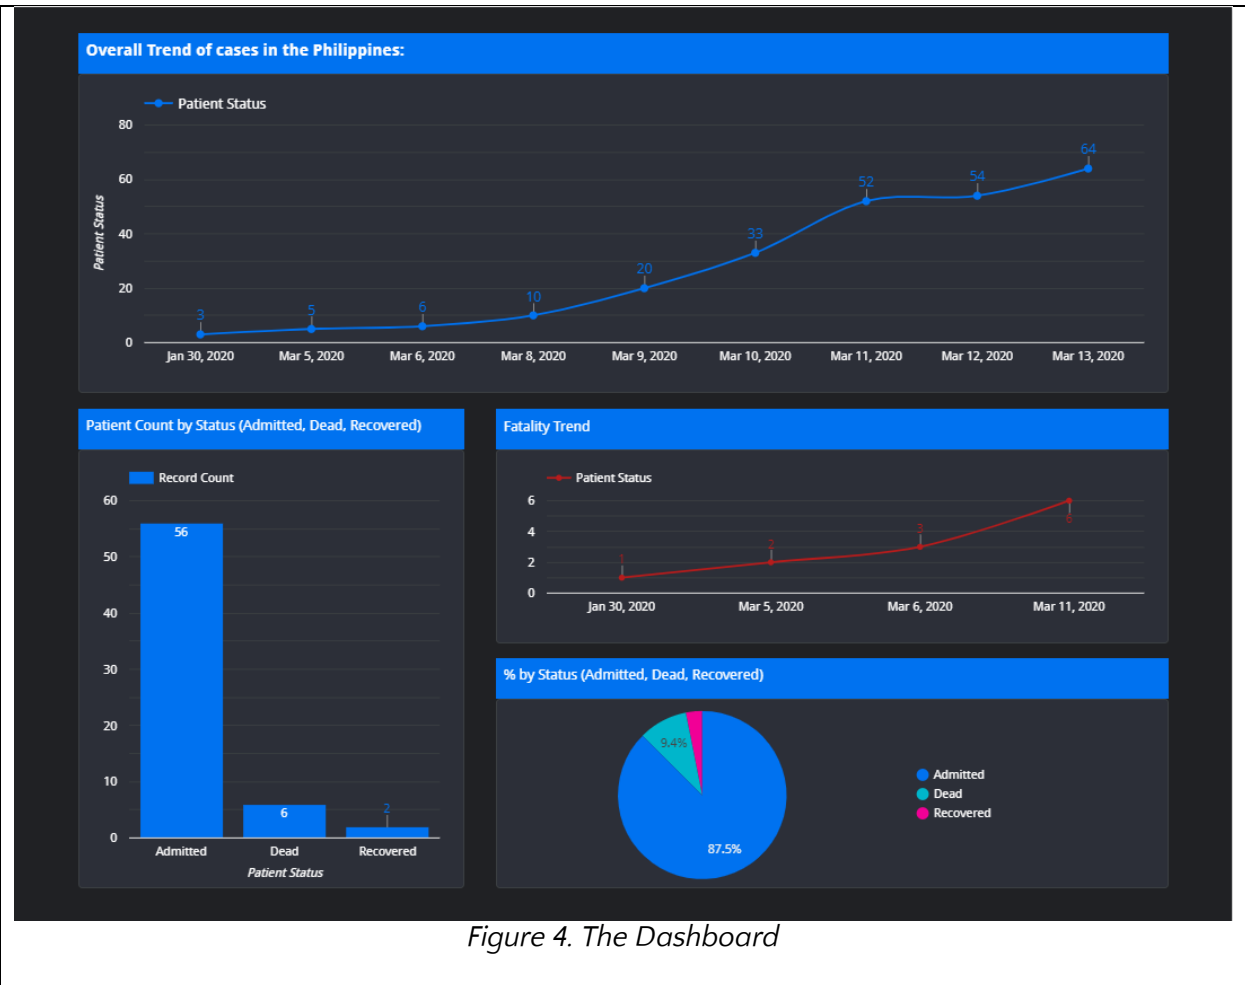 Overall Trend of cases in the Philippines:
Patient Status
80
60
40
20
0
Patient Status
3
5
6
10
20
33
52
54
64
Jan 30, 2020 Mar 5, 2020 Mar 6, 2020 Mar 8, 2020 Mar 9, 2020 Mar 10, 2020 Mar 11, 2020 Mar 12, 2020 Mar 13, 2020
Patient Count by Status (Admitted, Dead, Recovered)
Record Count
60
50
40
30
20
10
0
56
6
2
Admitted Dead Recovered
Patient Status
Fatality Trend
Patient Status
6
4
2
0
1
2
3
6
Jan 30, 2020 Mar 5, 2020 Mar 6, 2020 Mar 11, 2020
% by Status (Admitted, Dead, Recovered)
9.4%
87.5%
Admitted
Dead
Recovered
Figure 4. The Dashboard